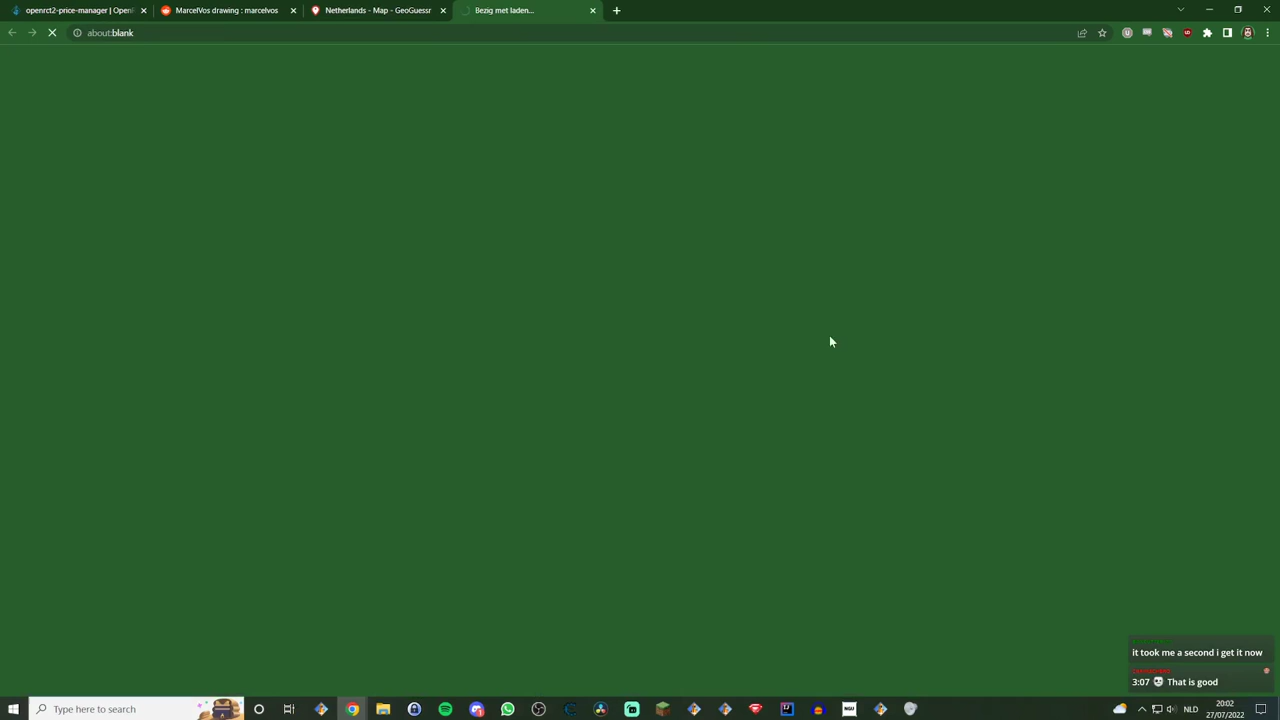 openrct2-price-manager | OpenR
MarcelVos drawing : marcelvos
Netherlands - Map - GeoGuessr
Bezig met laden...
about:blank
it took me a second i get it now
3:07 💀 That is good
Type here to search
NGU
NLD
20:02
27/07/2022